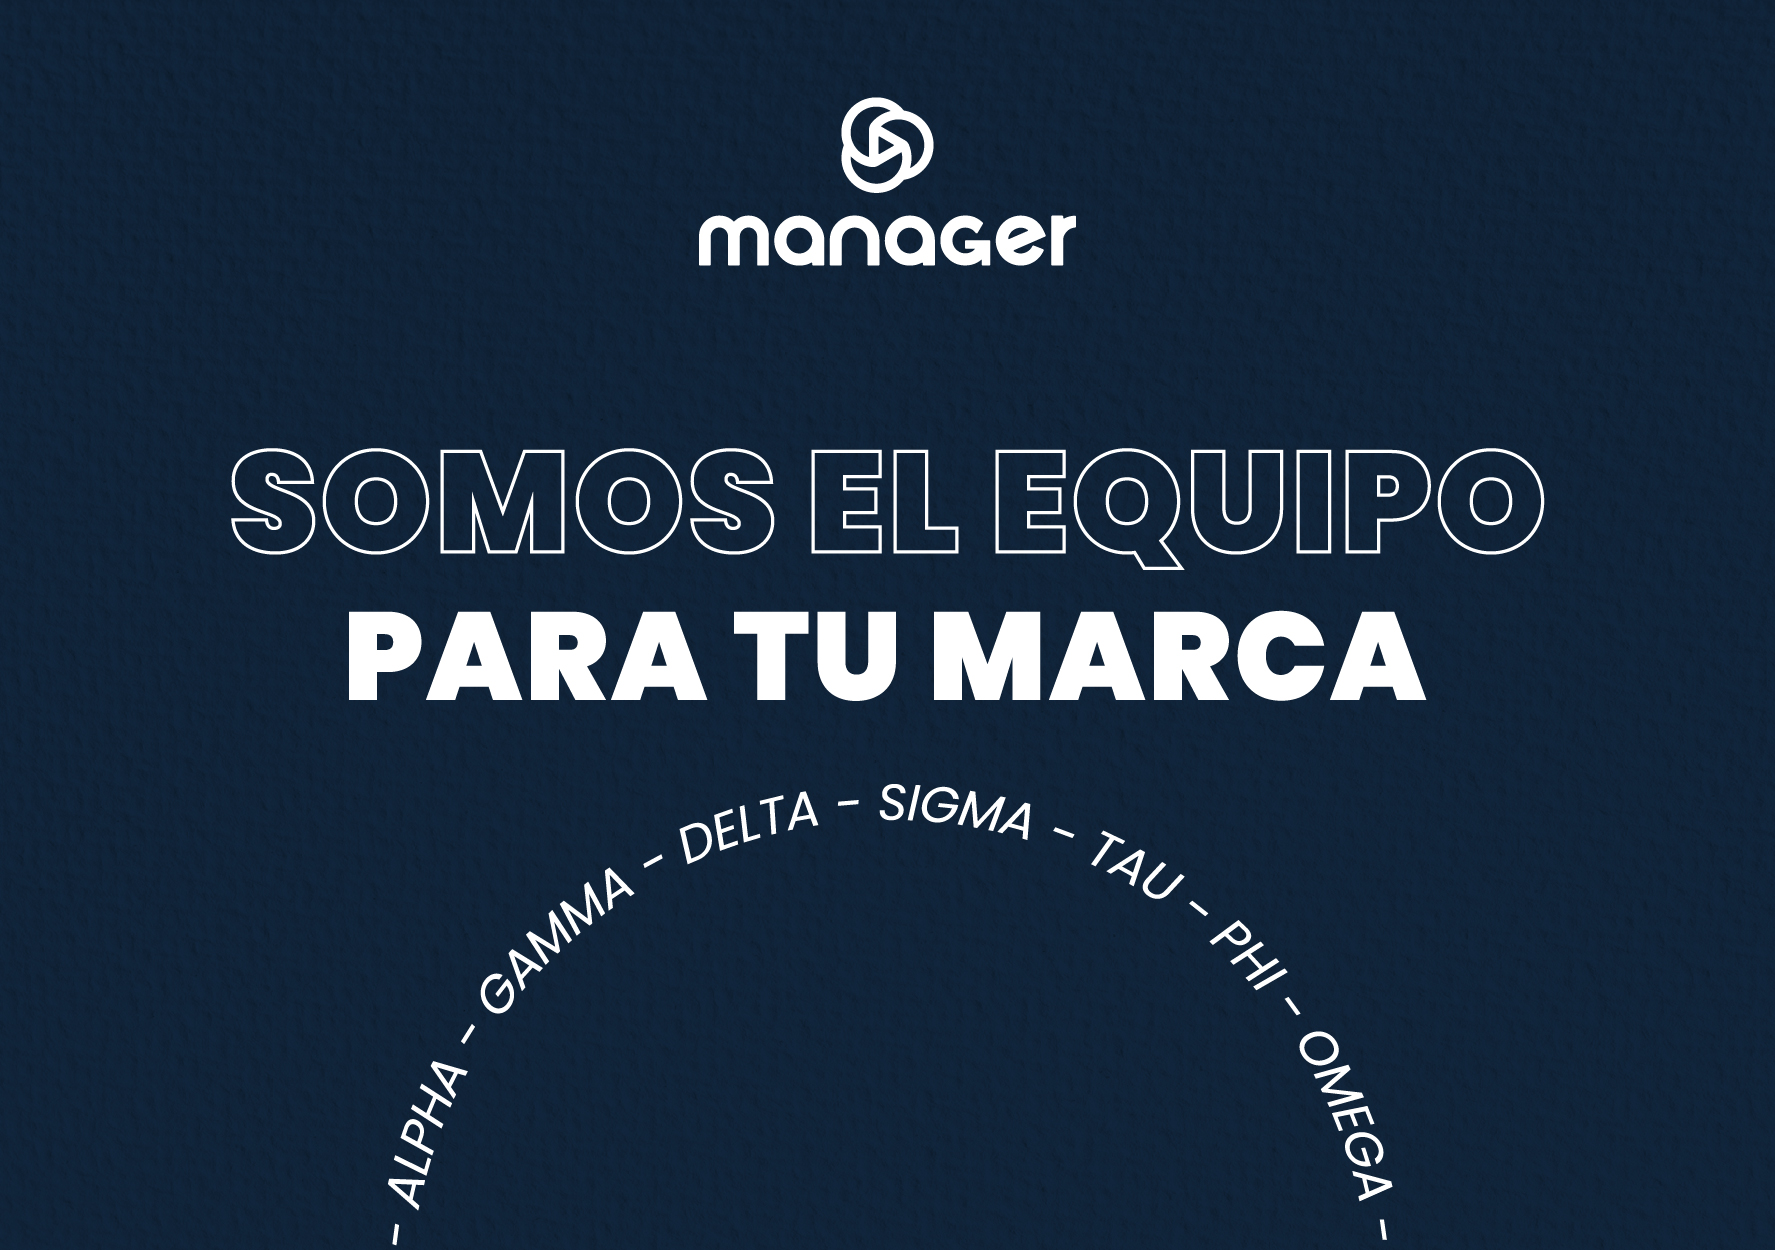 manager
SOMOS EL EQUIPO
PARA TU MARCA
- ALPHA - GAMMA - DELTA - SIGMA - TAU - PHI - OMEGA -